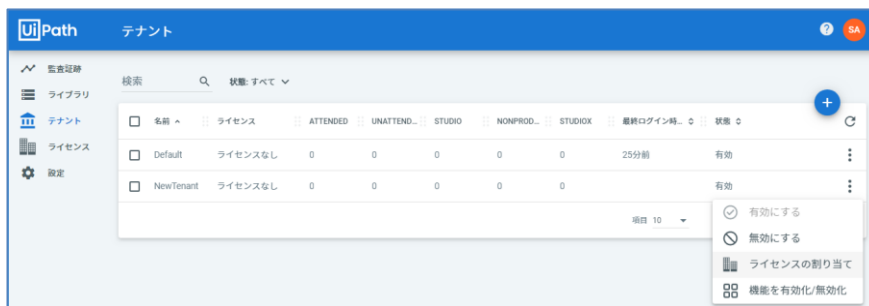 UiPath テナント ? SA
監査証跡
ライブラリ
テナント
ライセンス
設定
検索 状態: すべて
+
名前 ライセンス ATTENDED UNATTEND... STUDIO NONPROD... STUDIOX 最終ログイン時... 状態
Default ライセンスなし 0 0 0 0 0 25分前 有効
NewTenant ライセンスなし 0 0 0 0 0 有効
項目 10
有効にする
無効にする
ライセンスの割り当て
機能を有効化/無効化